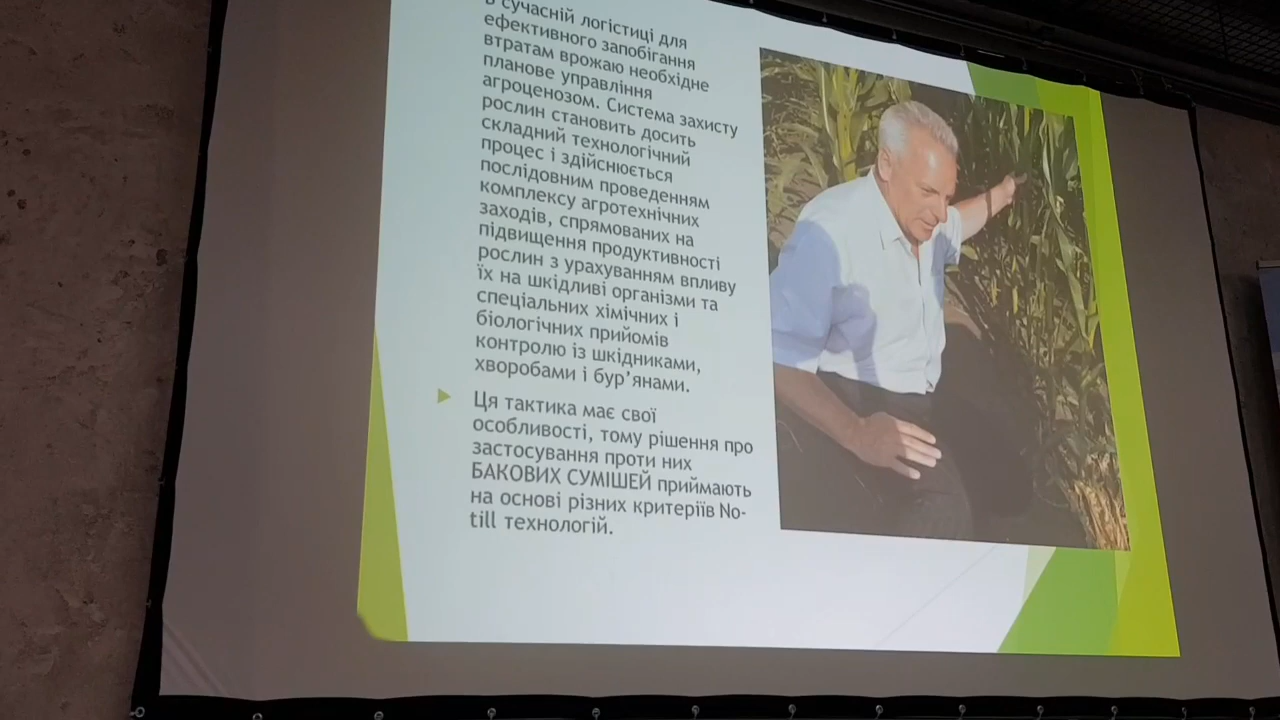 В сучасній логістиці для
ефективного запобігання
втратам врожаю необхідне
планове управління
агроценозом. Система захисту
рослин становить досить
складний технологічний
процес і здійснюється
послідовним проведенням
комплексу агротехнічних
заходів, спрямованих на
підвищення продуктивності
рослин з урахуванням впливу
їх на шкідливі організми та
спеціальних хімічних і
біологічних прийомів
контролю із шкідниками,
хворобами і бур’янами.
Ця тактика має свої
особливості, тому рішення про
застосування проти них
БАКОВИХ СУМІШЕЙ приймають
на основі різних критеріїв No-
till технологій.